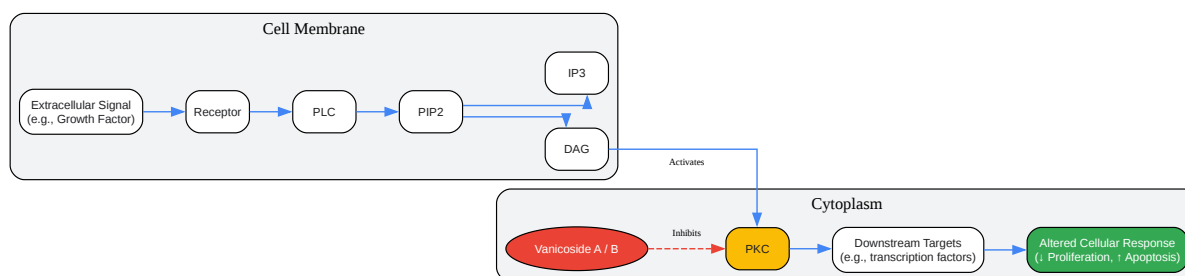 Cell Membrane
IP3
Extracellular Signal
(e.g., Growth Factor)
Receptor
PLC
PIP2
DAG
Activates
Cytoplasm
Inhibits
Vanicoside A / B
PKC
Downstream Targets
(e.g., transcription factors)
Altered Cellular Response
(↓ Proliferation, ↑ Apoptosis)